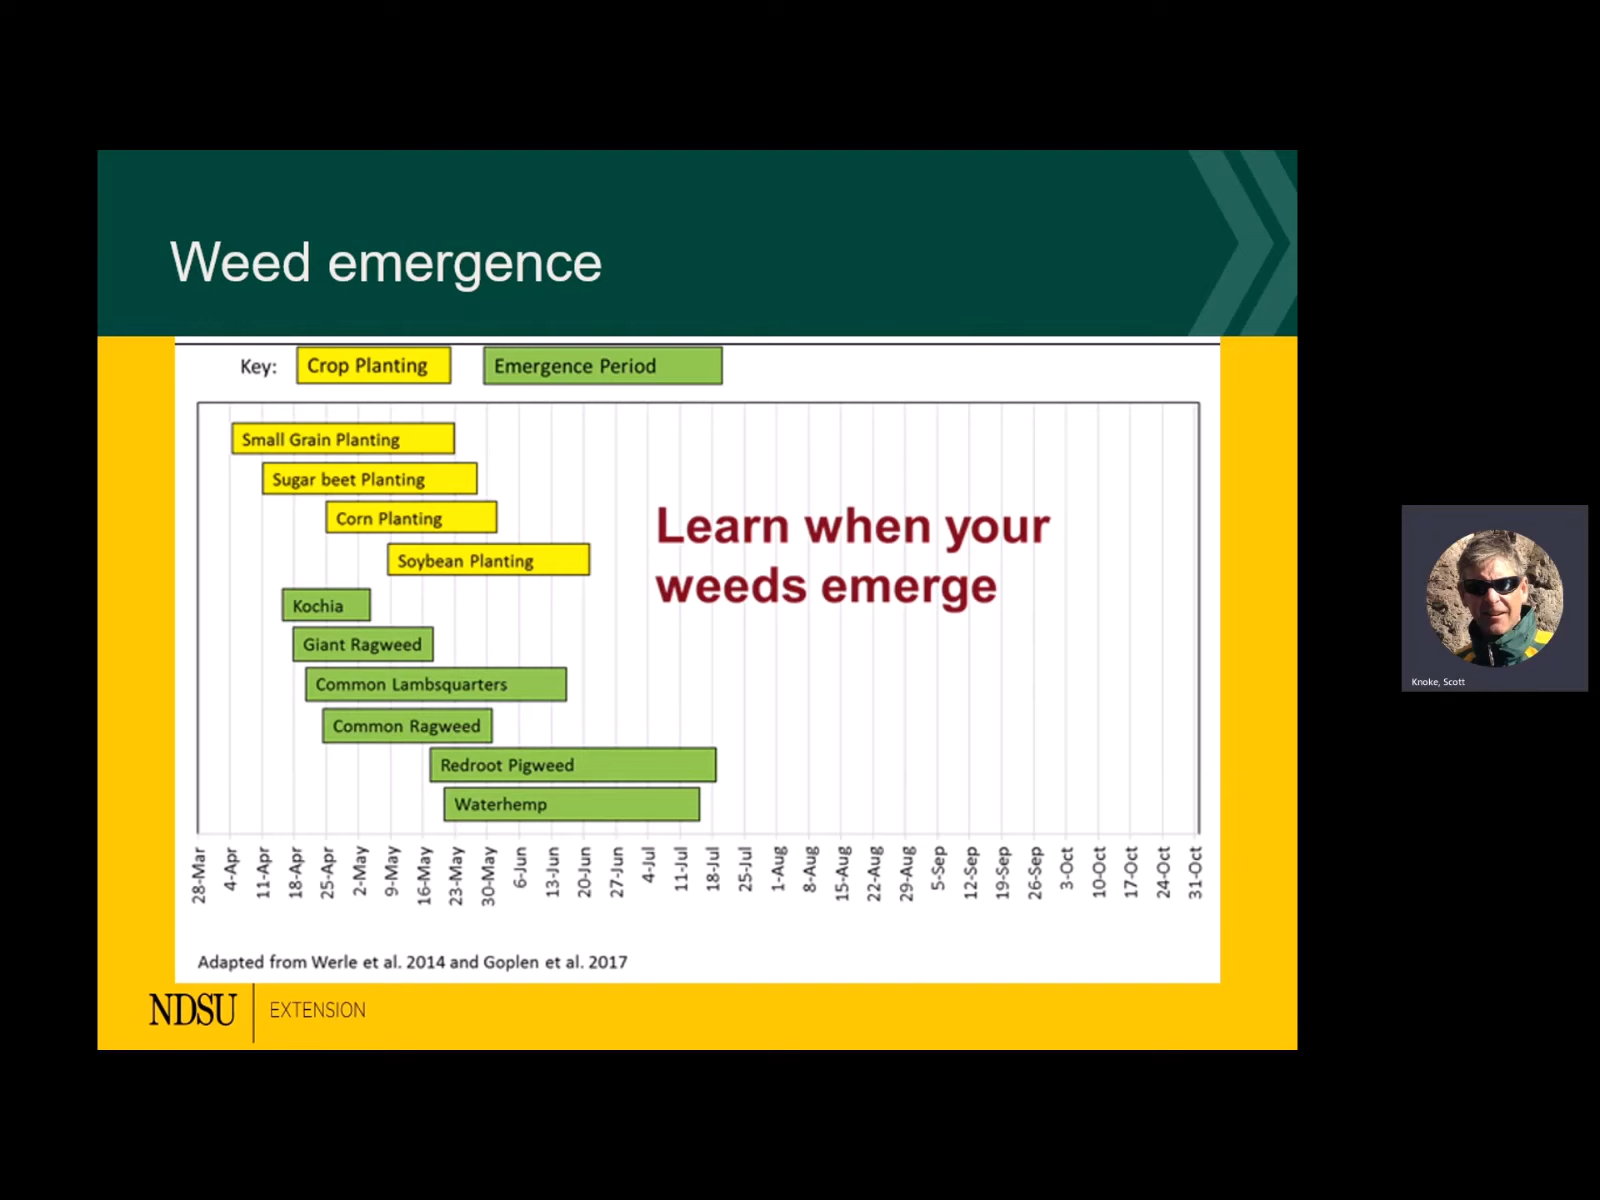 Weed emergence
Key:
Crop Planting
Emergence Period
Small Grain Planting
Sugar beet Planting
Corn Planting
Soybean Planting
Learn when your
weeds emerge
Kochia
Giant Ragweed
Common Lambsquarters
Common Ragweed
Redroot Pigweed
Waterhemp
28-Mar
4-Apr
11-Apr
18-Apr
25-Apr
2-May
9-May
16-May
23-May
30-May
6-Jun
13-Jun
20-Jun
27-Jun
4-Jul
11-Jul
18-Jul
25-Jul
1-Aug
8-Aug
15-Aug
22-Aug
29-Aug
5-Sep
12-Sep
19-Sep
26-Sep
3-Oct
10-Oct
17-Oct
24-Oct
31-Oct
Adapted from Werle et al. 2014 and Goplen et al. 2017
NDSU
EXTENSION
Knoke, Scott